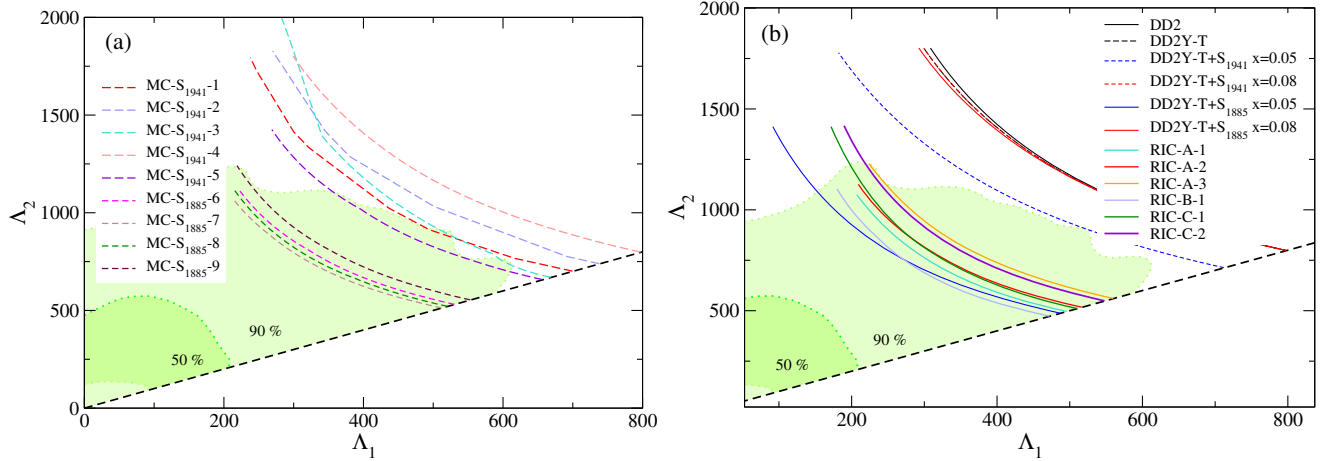 (a)
2000
1500
1000
500
0
Λ2
MC-S1941-1
MC-S1941-2
MC-S1941-3
MC-S1941-4
MC-S1941-5
MC-S1885-6
MC-S1885-7
MC-S1885-8
MC-S1885-9
90 %
50 %
0 200 400 600 800
Λ1
(b)
2000
1500
1000
500
Λ2
DD2
DD2Y-T
DD2Y-T+S1941 x=0.05
DD2Y-T+S1941 x=0.08
DD2Y-T+S1885 x=0.05
DD2Y-T+S1885 x=0.08
RIC-A-1
RIC-A-2
RIC-A-3
RIC-B-1
RIC-C-1
RIC-C-2
90 %
50 %
200 400 600 800
Λ1